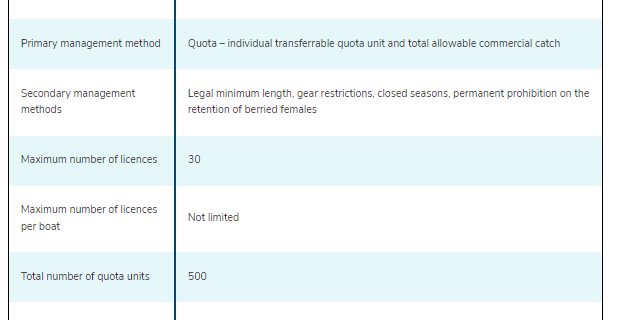 Primary management method
Quota – individual transferrable quota unit and total allowable commercial catch
Secondary management
methods
Legal minimum length, gear restrictions, closed seasons, permanent prohibition on the
retention of berried females
Maximum number of licences
30
Maximum number of licences
per boat
Not limited
Total number of quota units
500